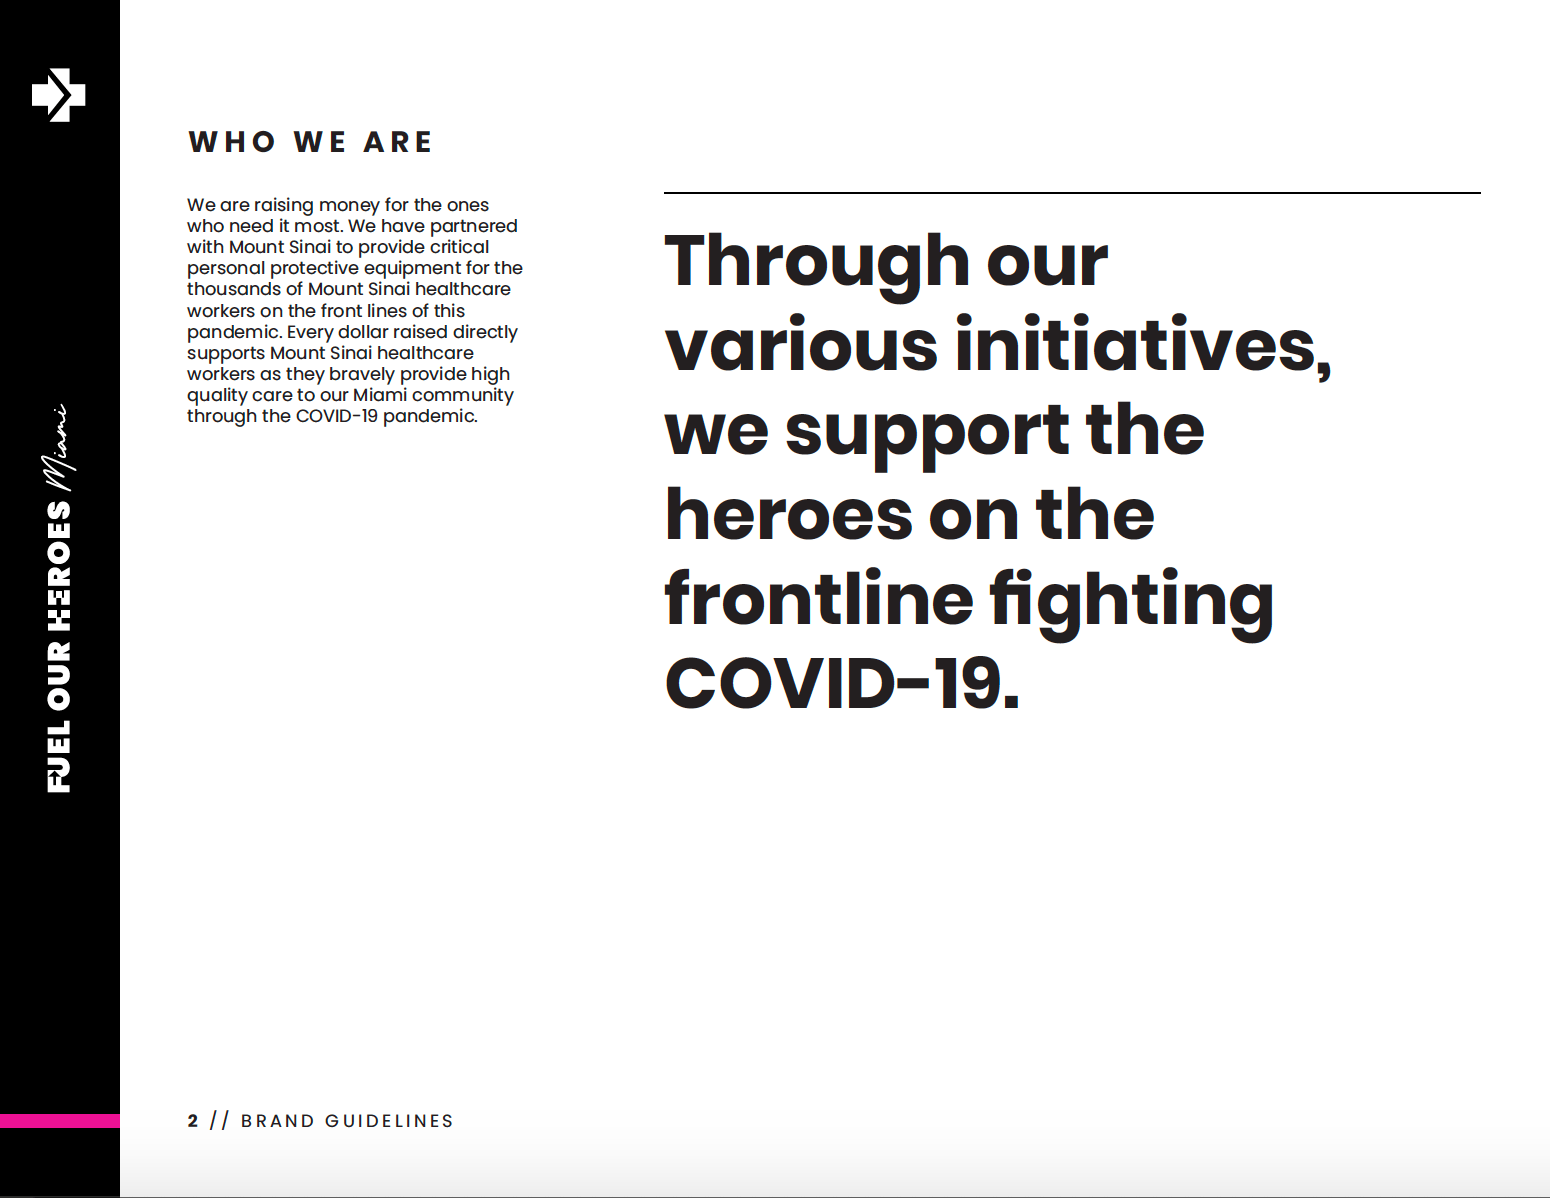 FUEL OUR HEROES Miami
WHO WE ARE
We are raising money for the ones
who need it most. We have partnered
with Mount Sinai to provide critical
personal protective equipment for the
thousands of Mount Sinai healthcare
workers on the front lines of this
pandemic. Every dollar raised directly
supports Mount Sinai healthcare
workers as they bravely provide high
quality care to our Miami community
through the COVID-19 pandemic.
Through our
various initiatives,
we support the
heroes on the
frontline fighting
COVID-19.
2 // BRAND GUIDELINES